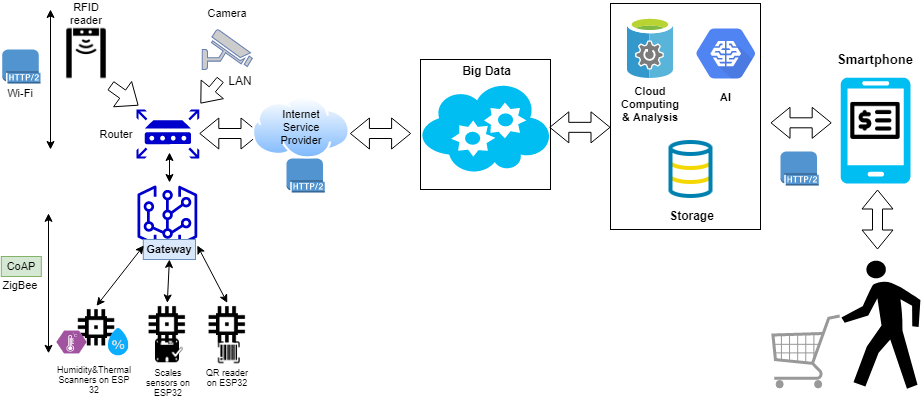 RFID
reader
Camera
HTTP/2
Wi-Fi
LAN
Router
Internet
Service
Provider
HTTP/2
Big Data
Cloud
Computing
& Analysis
AI
Storage
HTTP/2
Smartphone
$
Gateway
CoAP
ZigBee
%
Humidity&Thermal
Scanners on ESP
32
Scales
sensors on
ESP32
QR reader
on ESP32